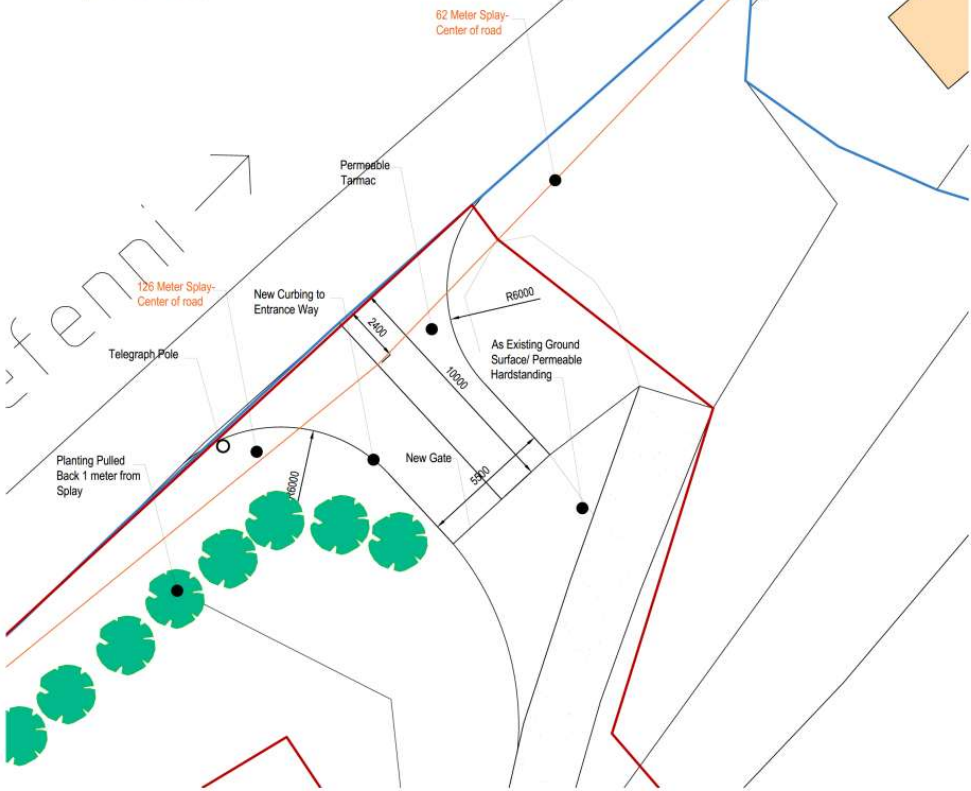 62 Meter Splay-
Center of road
Permeable
Tarmac
efenni
126 Meter Splay-
Center of road
New Curbing to
Entrance Way
R6000
2400
Telegraph Pole
As Existing Ground
Surface/ Permeable
Hardstanding
10000
Planting Pulled
Back 1 meter from
Splay
New Gate
5500
R6000